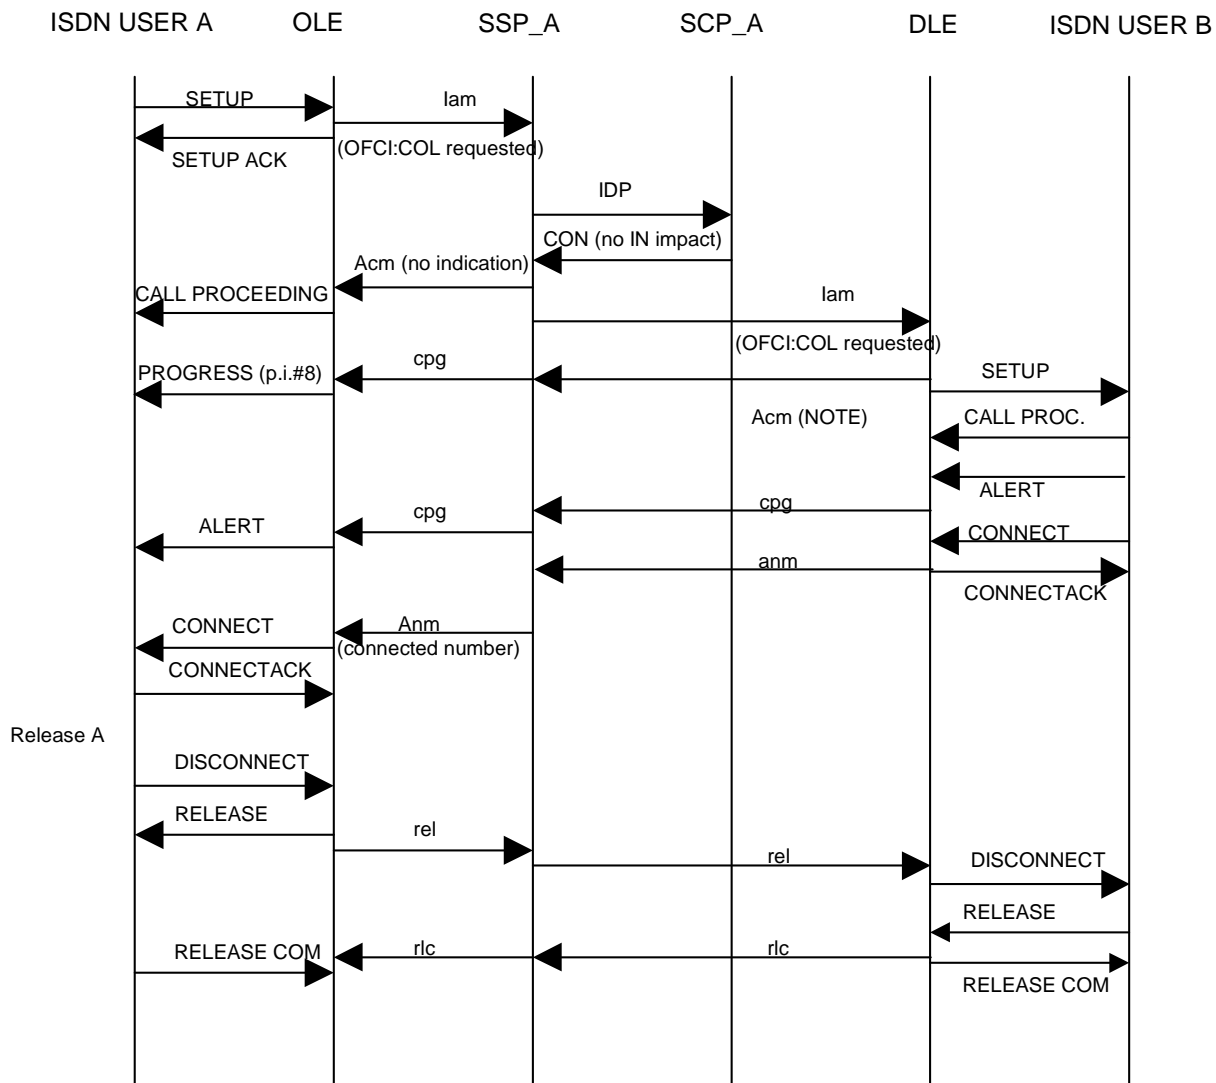 ISDN USER A OLE SSP_A SCP_A DLE ISDN USER B
SETUP Iam
SETUP ACK (OFCI:COL requested)
IDP
CON (no IN impact)
Acm (no indication)
CALL PROCEEDING Iam
(OFCI:COL requested)
PROGRESS (p.i.#8) cpg SETUP
Acm (NOTE) CALL PROC.
ALERT
ALERT cpg cpg
CONNECT
anm
CONNECTACK
CONNECT Anm
(connected number)
CONNECTACK
Release A
DISCONNECT
RELEASE rel
rel DISCONNECT
RELEASE
RELEASE COM rlc rlc
RELEASE COM